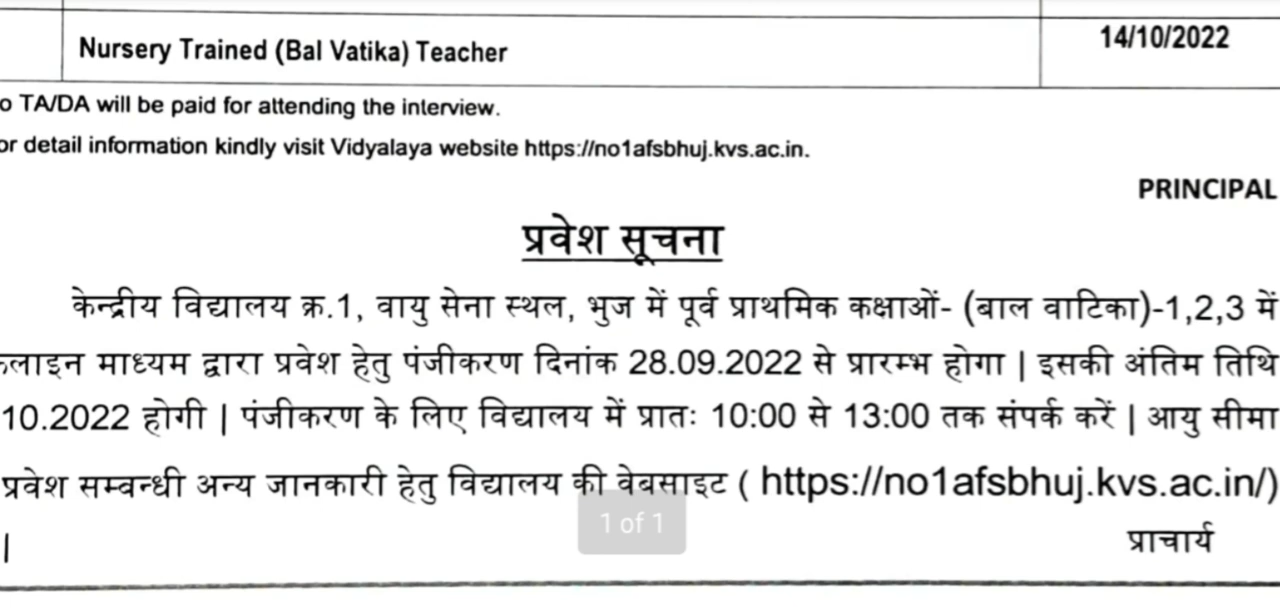 Nursery Trained (Bal Vatika) Teacher 14/10/2022
o TA/DA will be paid for attending the interview.
or detail information kindly visit Vidyalaya website https://no1afsbhuj.kvs.ac.in.
PRINCIPAL
प्रवेश सूचना
केन्द्रीय विद्यालय क्र.1, वायु सेना स्थल, भुज में पूर्व प्राथमिक कक्षाओं- (बाल वाटिका)-1,2,3 में
लाइन माध्यम द्वारा प्रवेश हेतु पंजीकरण दिनांक 28.09.2022 से प्रारम्भ होगा | इसकी अंतिम तिथि
10.2022 होगी | पंजीकरण के लिए विद्यालय में प्रातः 10:00 से 13:00 तक संपर्क करें | आयु सीमा
प्रवेश सम्वन्धी अन्य जानकारी हेतु विद्यालय की वेबसाइट ( https://no1afsbhuj.kvs.ac.in/)
1 of 1
| प्राचार्य